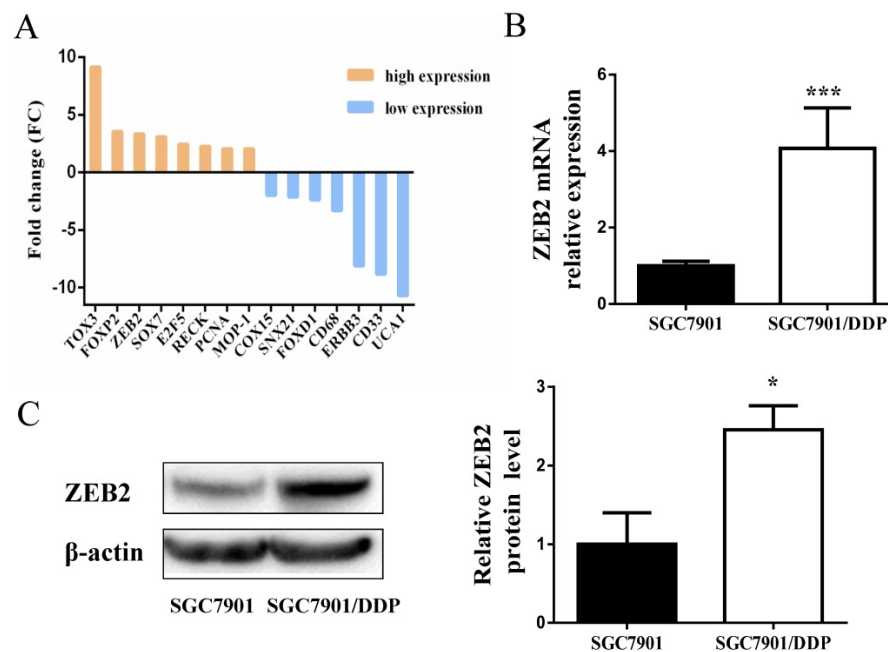 A
Fold change (FC)
10
5
0
-5
-10
high expression
low expression
TOX3
FOXP2
ZEB2
SOX7
E2F5
RECK
PCNA
MOP-1
COX15
SNX21
FOXD1
CD68
ERBB3
CD33
UCA1
B
ZEB2 mRNA
relative expression
6
4
2
0
***
SGC7901
SGC7901/DDP
C
ZEB2
β-actin
SGC7901
SGC7901/DDP
Relative ZEB2
protein level
3
2
1
0
*
SGC7901
SGC7901/DDP